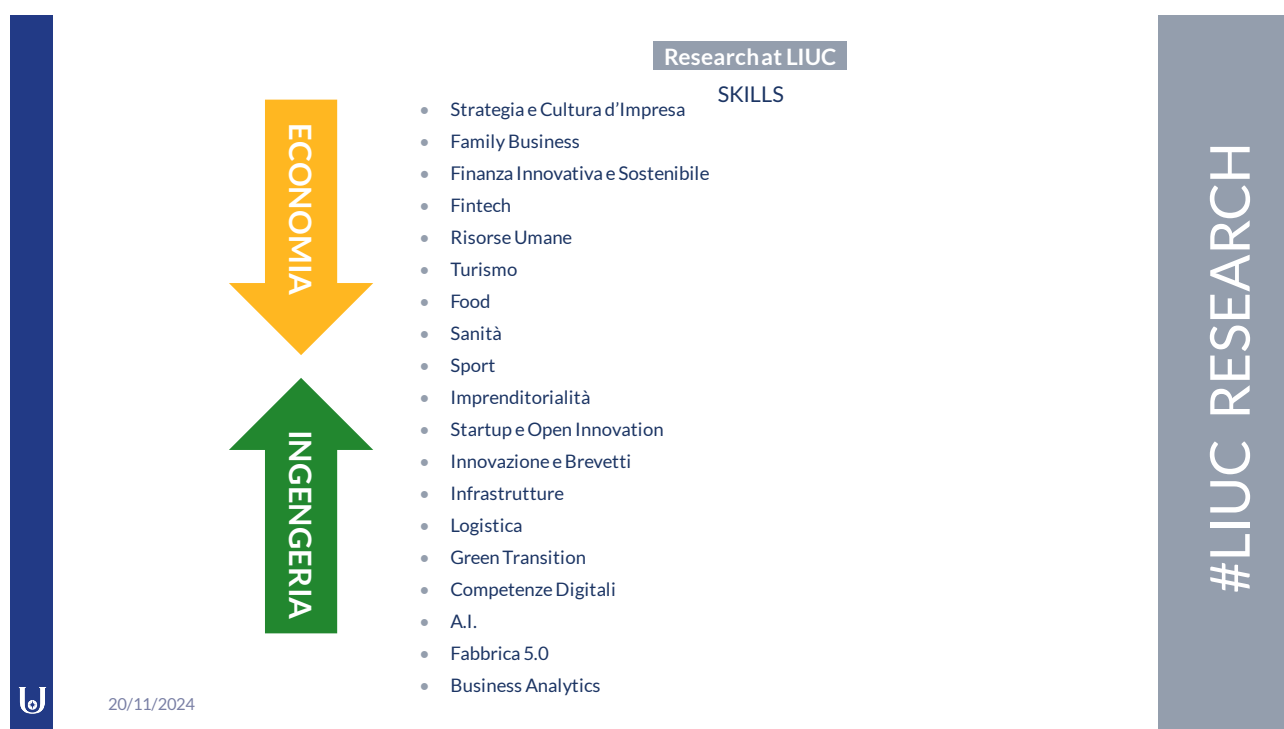 Research at LIUC
SKILLS
ECONOMIA
INGENGERIA
• Strategia e Cultura d’Impresa
• Family Business
• Finanza Innovativa e Sostenibile
• Fintech
• Risorse Umane
• Turismo
• Food
• Sanità
• Sport
• Imprenditorialità
• Startup e Open Innovation
• Innovazione e Brevetti
• Infrastrutture
• Logistica
• Green Transition
• Competenze Digitali
• A.I.
• Fabbrica 5.0
• Business Analytics
20/11/2024
#LIUC RESEARCH